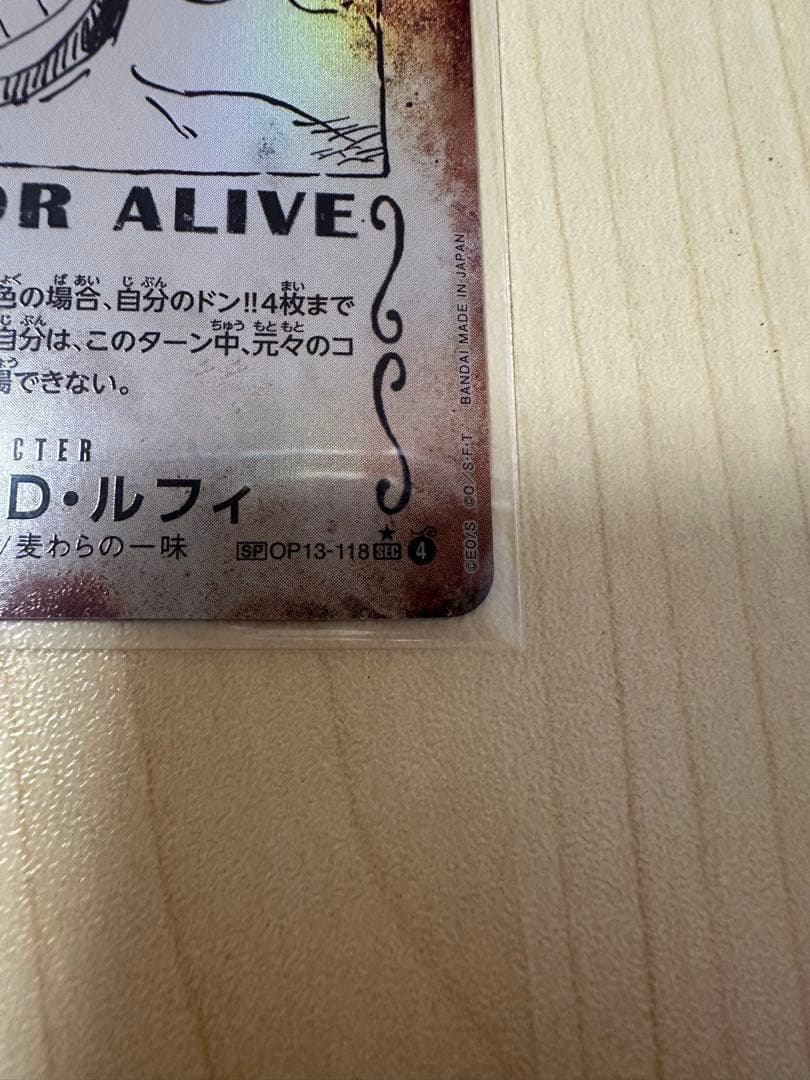 OR ALIVE
色の場合、自分のドン!!4枚まで
自分は、このターン中、元々のコ
場できない。
CTER
D・ルフィ
/麦わらの一味
SP OP13-118 SEC 4
©E.O./S ©O./S・F・T BANDAI MADE IN JAPAN